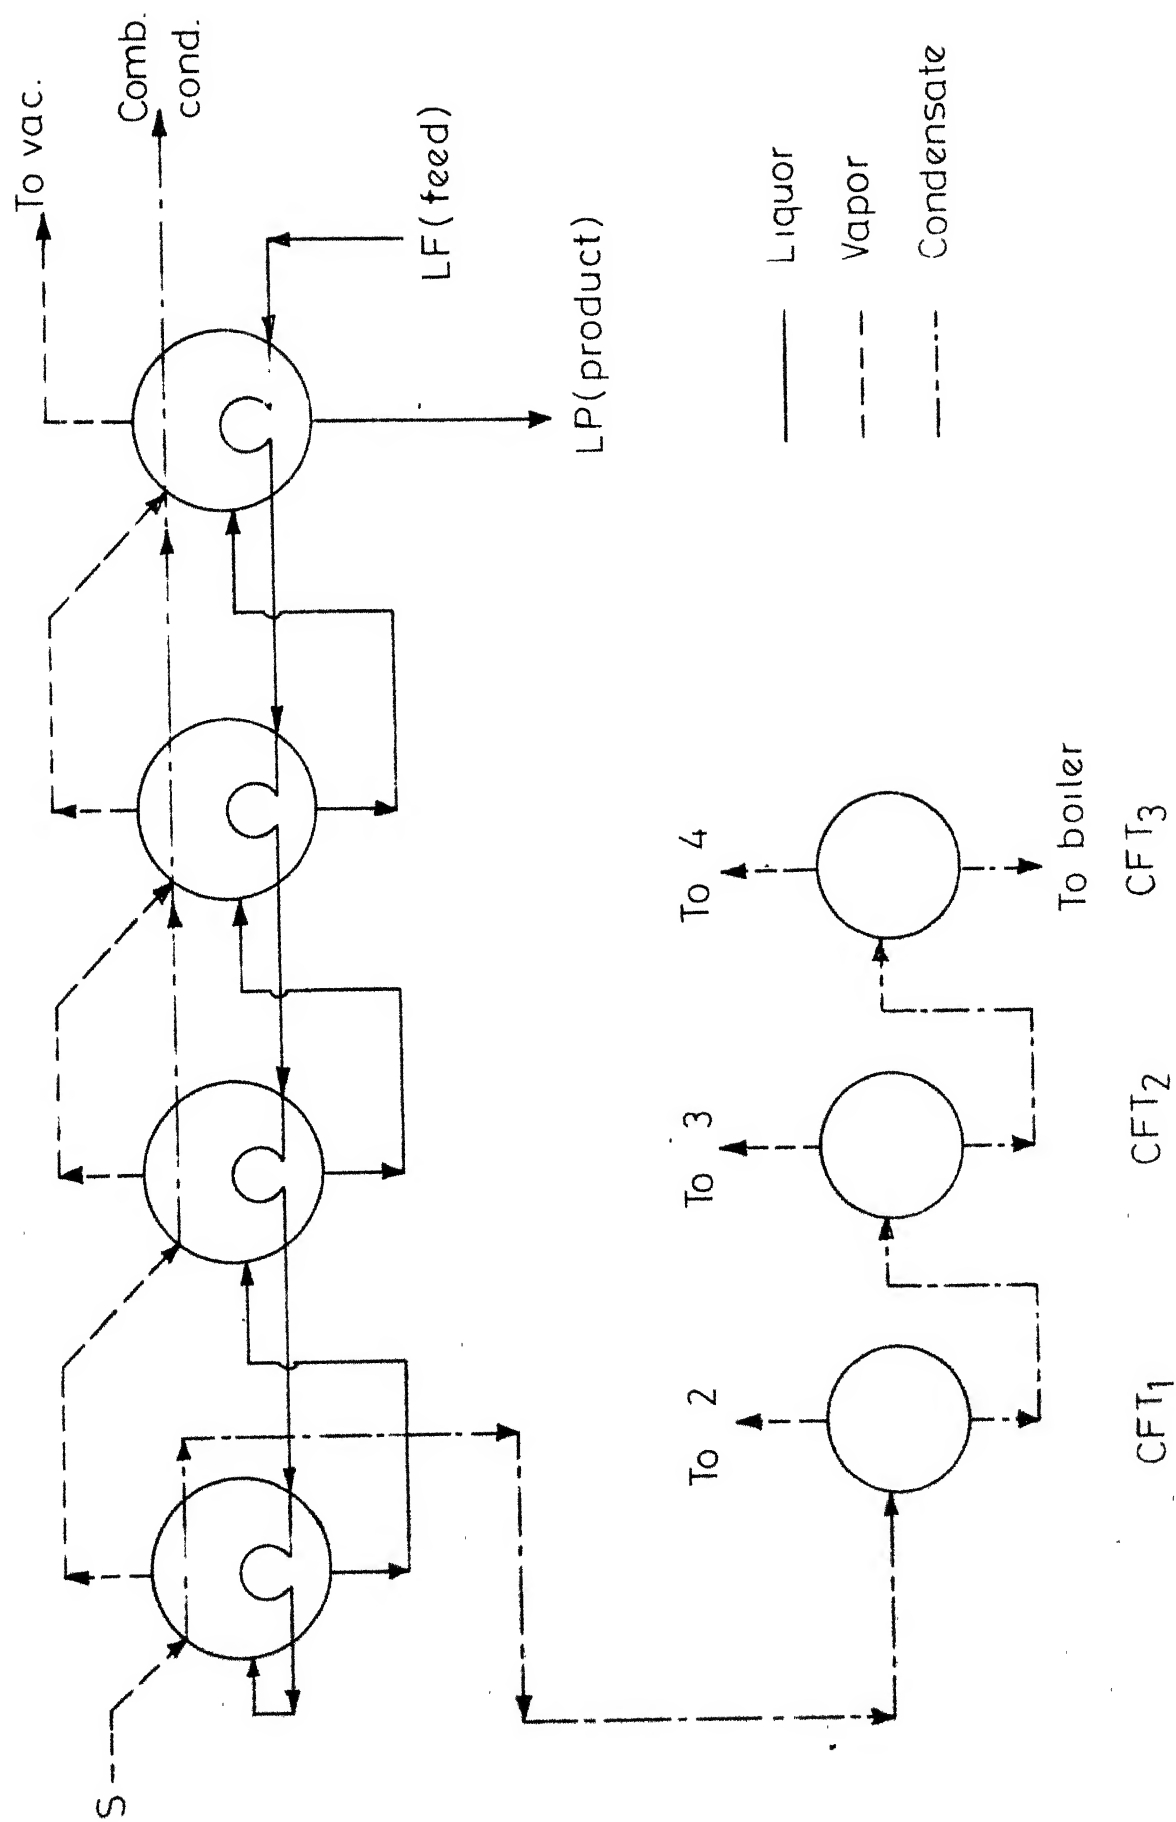 To vac.
Comb.
cond.
S
LF(feed)
LP(product)
Liquor
Vapor
Condensate
To 2
To 3
To 4
To boiler
CFT1
CFT2
CFT3